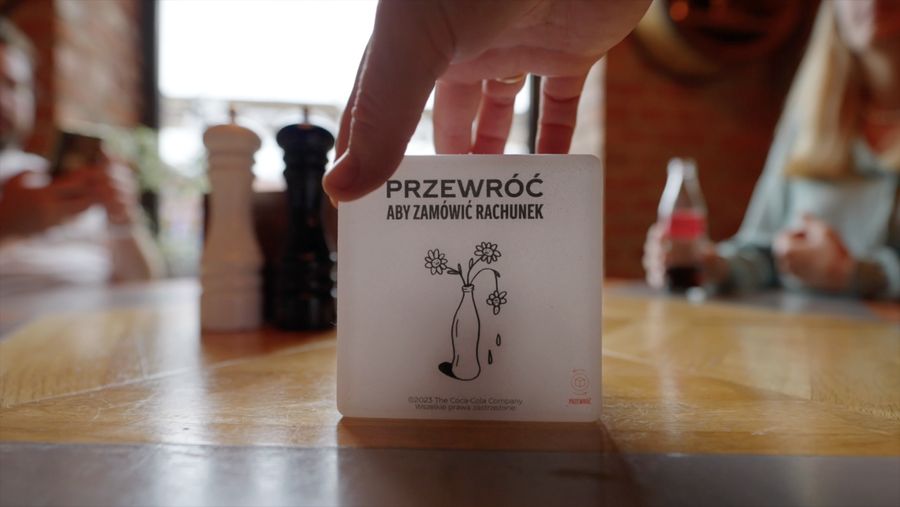 PRZEWRÓĆ
ABY ZAMÓWIĆ RACHUNEK
©2023 The Coca-Cola Company
Wszelkie prawa zastrzeżone.
PRZEWRÓĆ